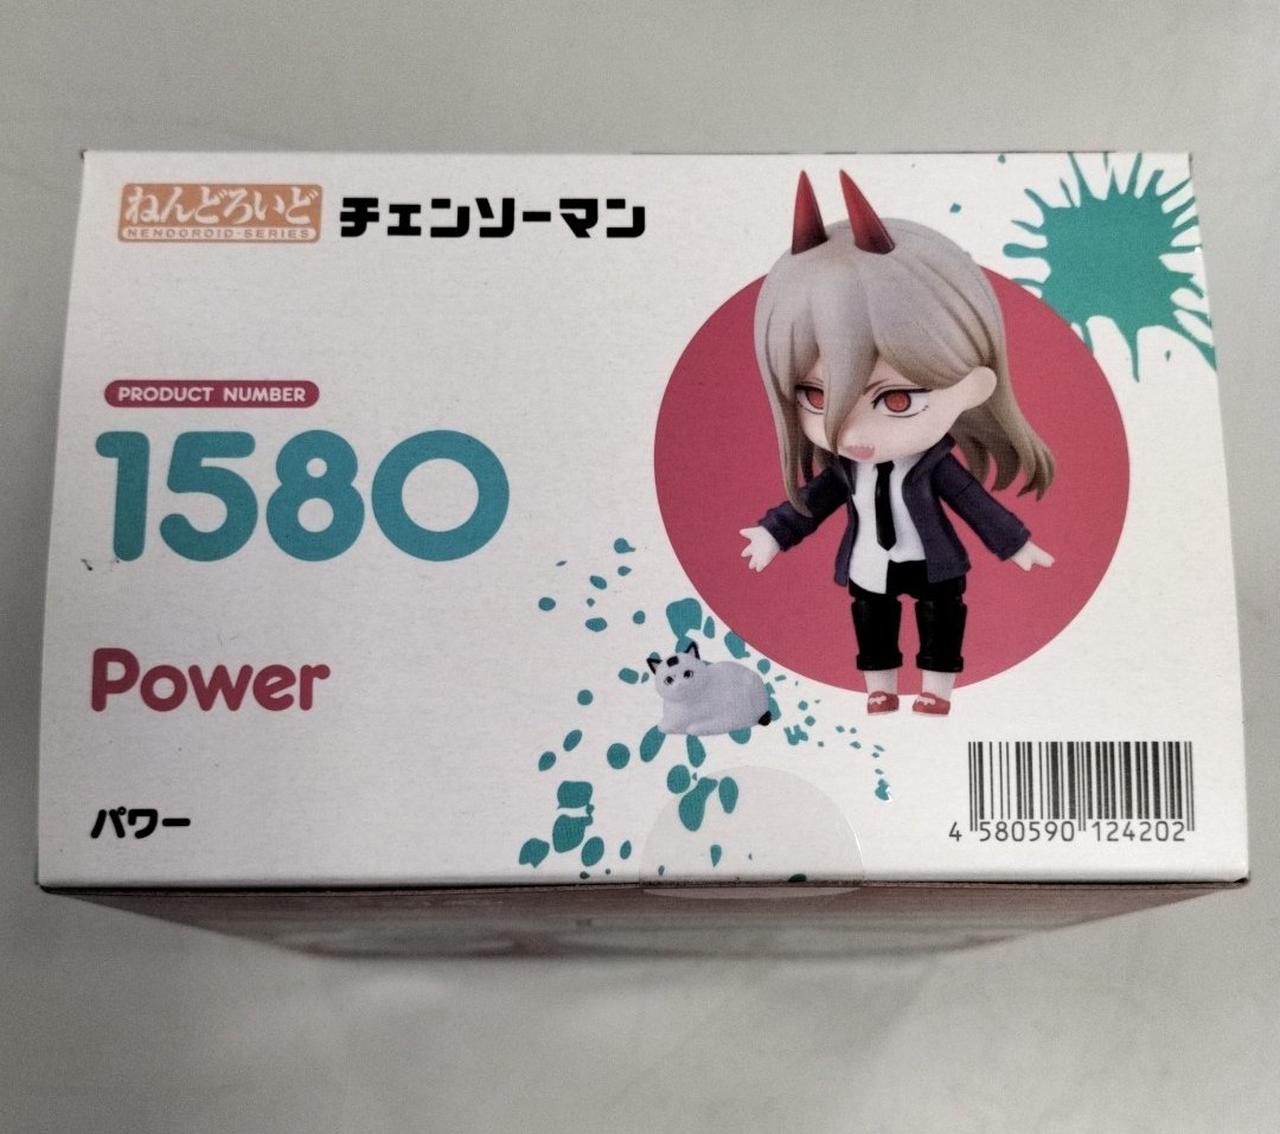 ねんどろいど
NENDOROID-SERIES
チェンソーマン
PRODUCT NUMBER
1580
Power
パワー
4 580590 124202